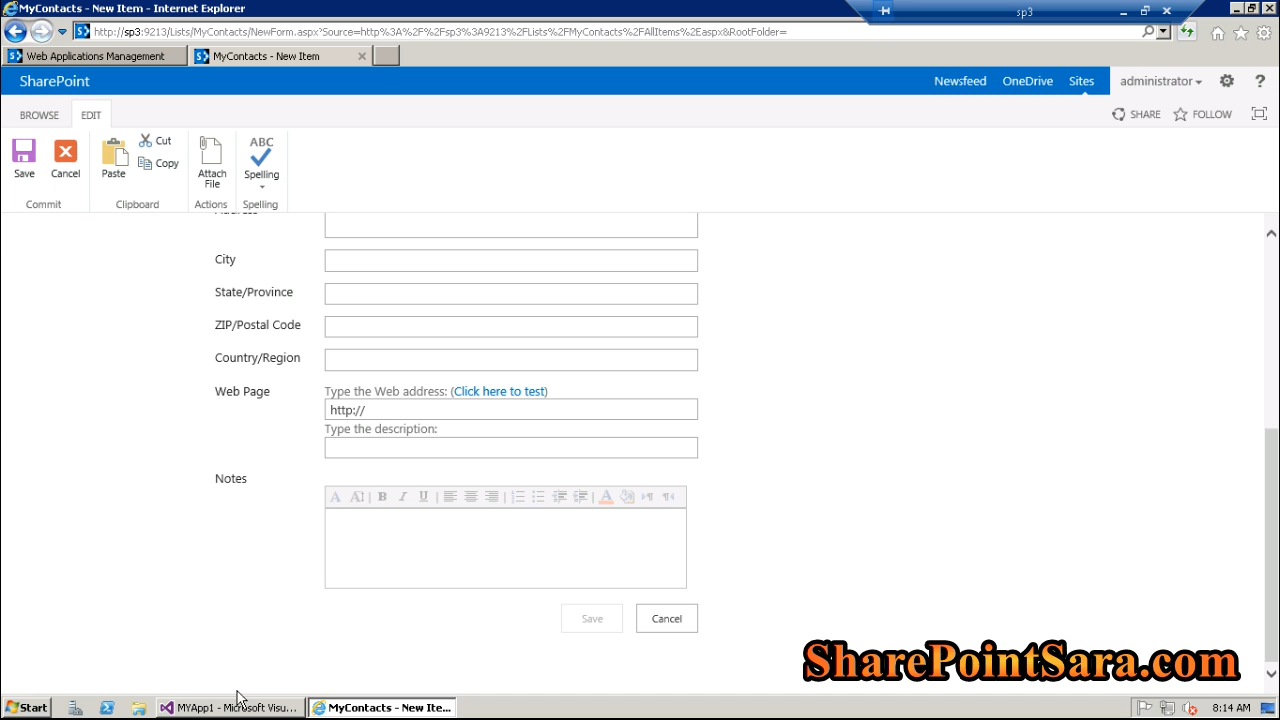 MyContacts - New Item - Internet Explorer
sp3
http://sp3:9213/Lists/MyContacts/NewForm.aspx?Source=http%3A%2F%2Fsp3%3A9213%2FLists%2FMyContacts%2FAllItems%2Easpx&RootFolder=
Web Applications Management
MyContacts - New Item
SharePoint
Newsfeed
OneDrive
Sites
administrator
BROWSE
EDIT
SHARE
FOLLOW
Save
Cancel
Paste
Cut
Copy
Attach File
ABC
Spelling
Commit
Clipboard
Actions
Spelling
City
State/Province
ZIP/Postal Code
Country/Region
Web Page
Type the Web address: (Click here to test)
http://
Type the description:
Notes
Save
Cancel
SharePointSara.com
Start
MYApp1 - Microsoft Visu...
MyContacts - New Ite...
8:14 AM